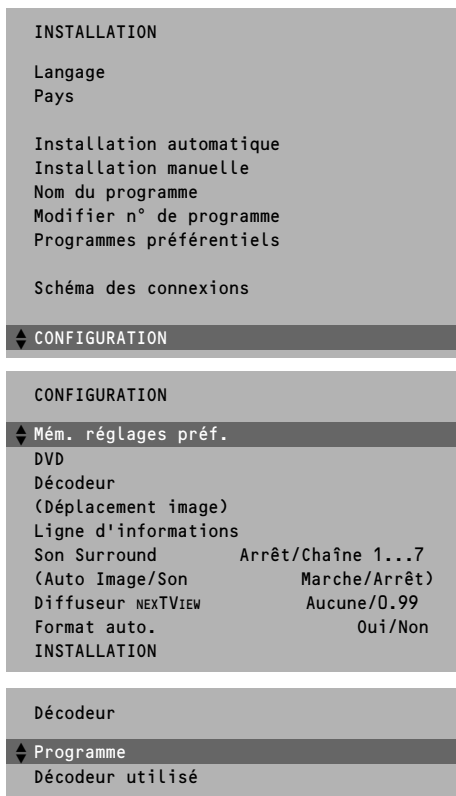 INSTALLATION
Langage
Pays
Installation automatique
Installation manuelle
Nom du programme
Modifier n° de programme
Programmes préférentiels
Schéma des connexions
CONFIGURATION
CONFIGURATION
Mém. réglages préf.
DVD
Décodeur
(Déplacement image)
Ligne d'informations
Son Surround Arrêt/Chaîne 1...7
(Auto Image/Son Marche/Arrêt)
Diffuseur NEXTVIEW Aucune/0.99
Format auto. Oui/Non
INSTALLATION
Décodeur
Programme
Décodeur utilisé